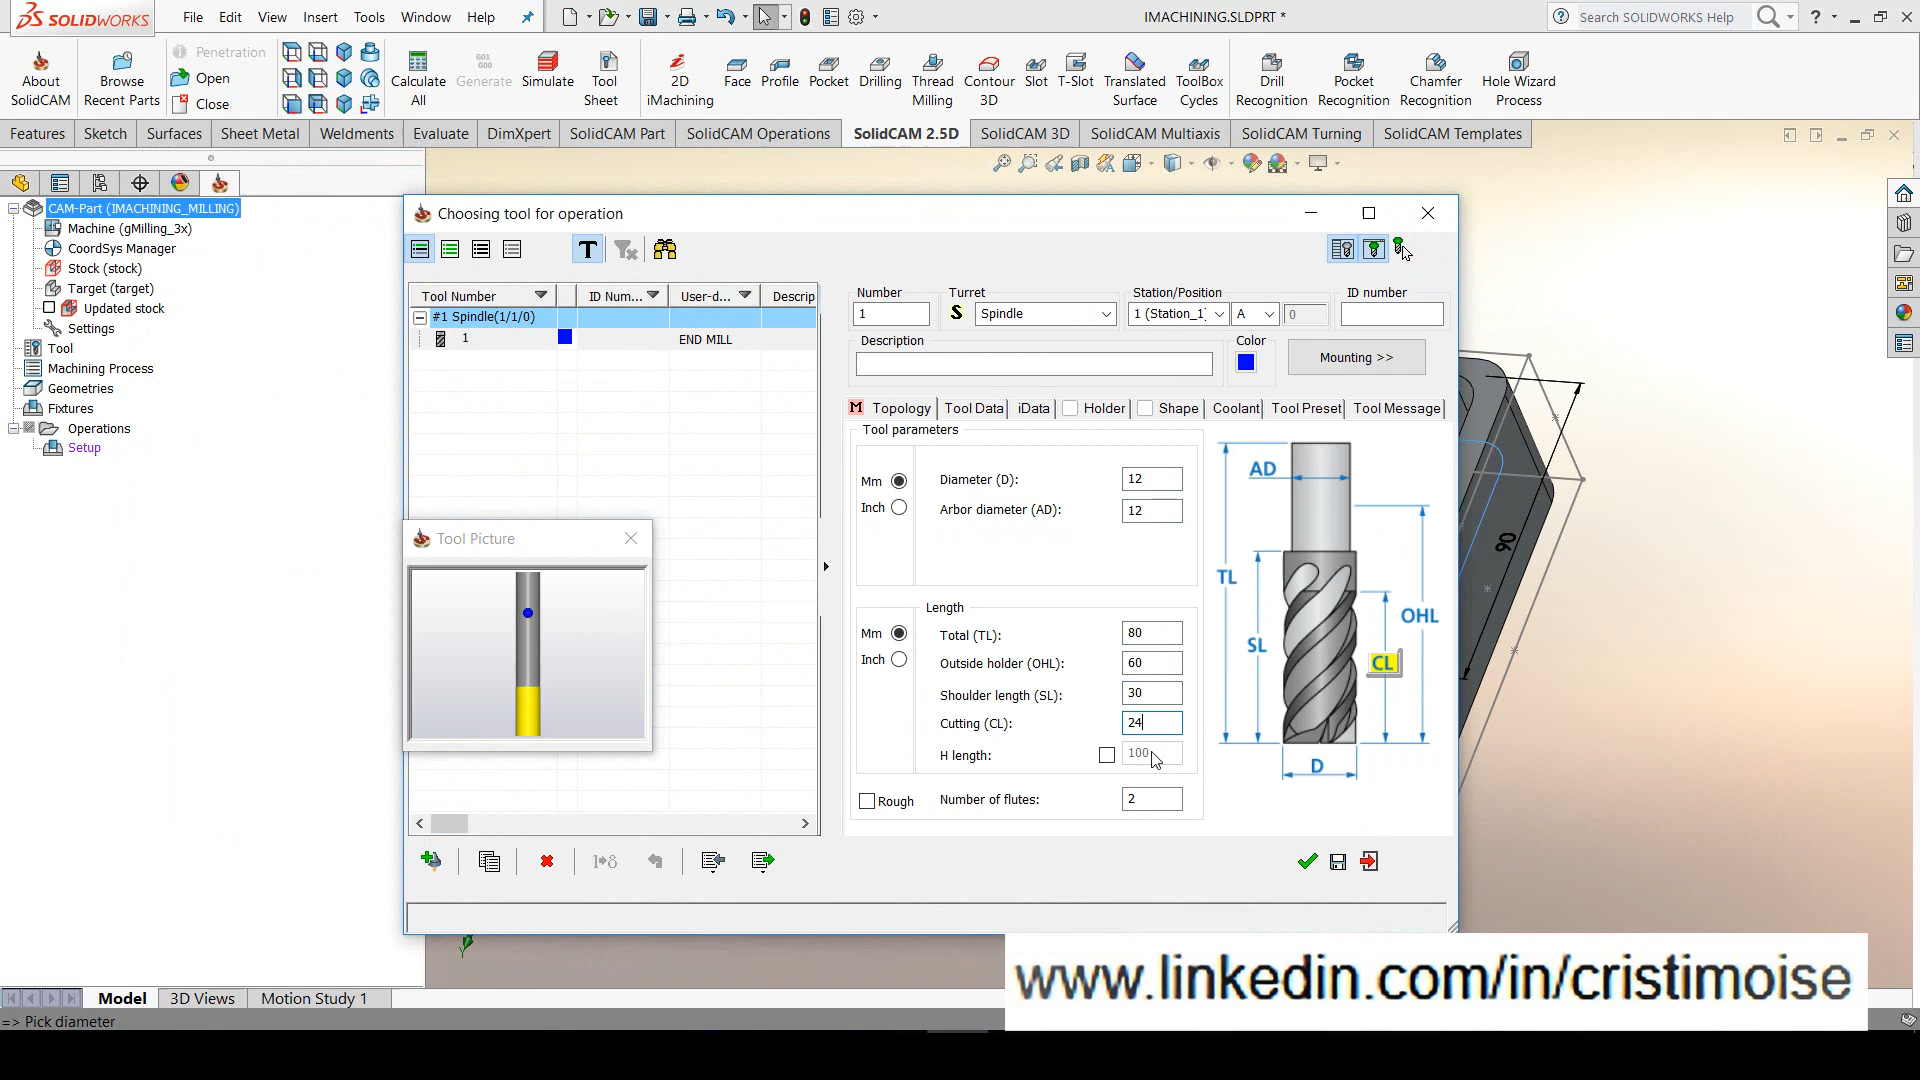 SOLIDWORKS File Edit View Insert Tools Window Help IMACHINING.SLDPRT * Search SOLIDWORKS Help
About SolidCAM
Browse Recent Parts
Penetration
Open
Close
Calculate All
G01 G00
Generate
Simulate
Tool Sheet
2D iMachining
Face
Profile
Pocket
Drilling
Thread Milling
Contour 3D
Slot
T-Slot
Translated Surface
ToolBox Cycles
Drill Recognition
Pocket Recognition
Chamfer Recognition
Hole Wizard Process
Features Sketch Surfaces Sheet Metal Weldments Evaluate DimXpert SolidCAM Part SolidCAM Operations SolidCAM 2.5D SolidCAM 3D SolidCAM Multiaxis SolidCAM Turning SolidCAM Templates
CAM-Part (IMACHINING_MILLING)
Machine (gMilling_3x)
CoordSys Manager
Stock (stock)
Target (target)
Updated stock
Settings
Tool
Machining Process
Geometries
Fixtures
Operations
Setup
Choosing tool for operation
T
Tool Number ID Num... User-d... Descrip
#1 Spindle(1/1/0)
1 END MILL
Tool Picture
Number Turret Station/Position ID number
1 S Spindle 1 (Station_1) A 0
Description Color
Mounting >>
M Topology Tool Data iData Holder Shape Coolant Tool Preset Tool Message
Tool parameters
Mm Diameter (D): 12
Inch Arbor diameter (AD): 12
Length
Mm Total (TL): 80
Inch Outside holder (OHL): 60
Shoulder length (SL): 30
Cutting (CL): 24
H length: 100
Rough Number of flutes: 2
AD
TL
OHL
SL
CL
D
1▸8
90
www.linkedin.com/in/cristimoise
Model 3D Views Motion Study 1
=> Pick diameter